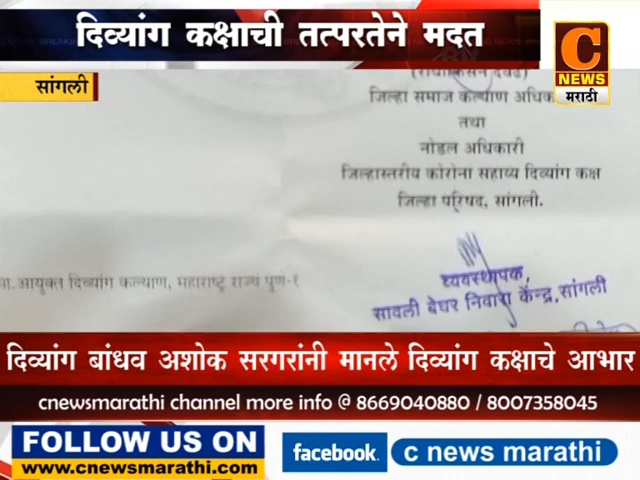 दिव्यांग कक्षाची तत्परतेने मदत
C
NEWS
मराठी
सांगली
जिल्हा समाज कल्याण अधिका
तथा
नोडल अधिकारी
जिल्हास्तरीय कोरोना सहाय्य दिव्यांग कक्ष
जिल्हा परिषद, सांगली.
आयुक्त दिव्यांग कल्याण, महाराष्ट्र राज्य पुणे-१
व्यवस्थापक,
सावली बेघर निवारा केंन्द्र,सांगली
दिव्यांग बांधव अशोक सरगरांनी मानले दिव्यांग कक्षाचे आभार
cnewsmarathi channel more info @ 8669040880 / 8007358045
FOLLOW US ON
www.cnewsmarathi.com
facebook.
c news marathi